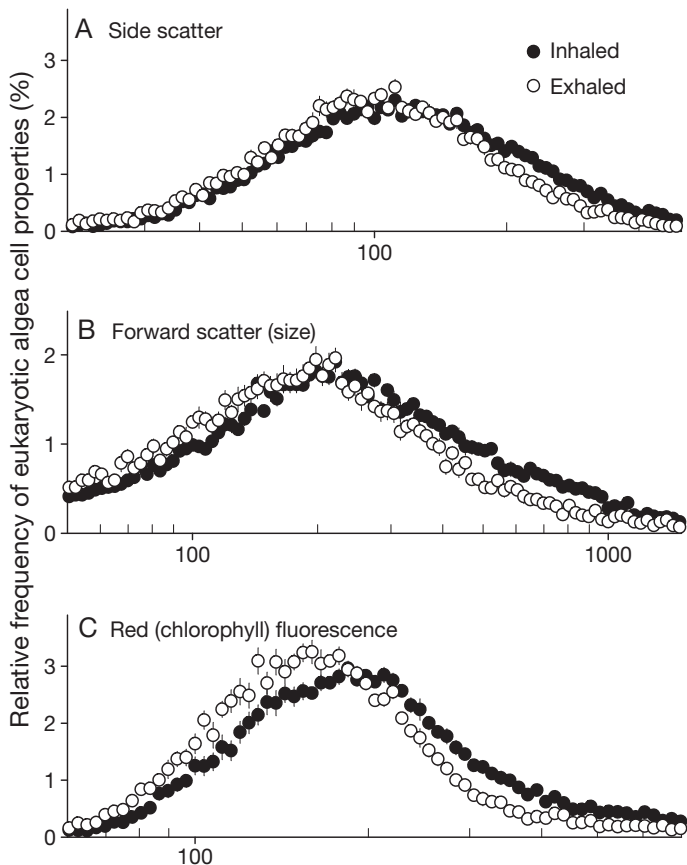 Relative frequency of eukaryotic algea cell properties (%)
A Side scatter
Inhaled
Exhaled
3
2
1
0
100
B Forward scatter (size)
2
1
0
100
1000
C Red (chlorophyll) fluorescence
3
2
1
0
100